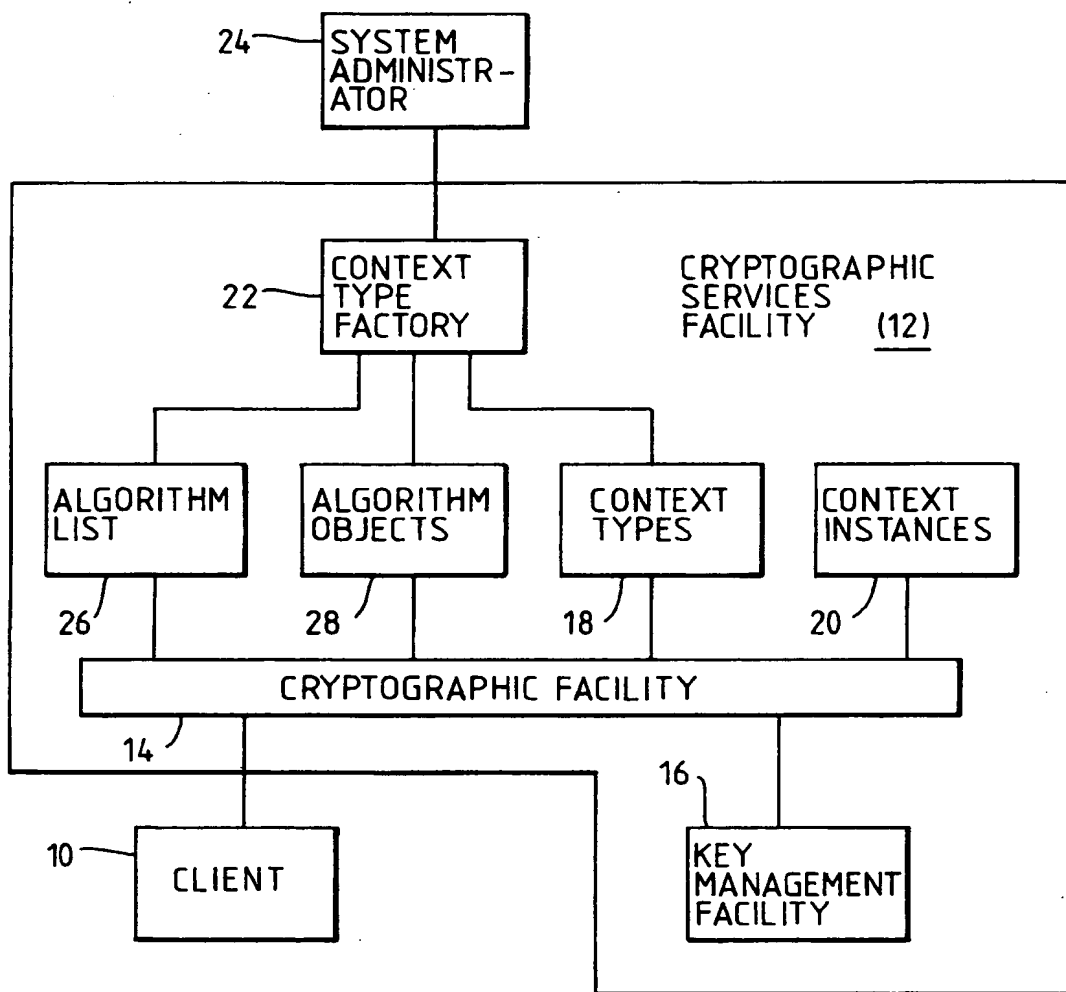 24
SYSTEM
ADMINISTR-
ATOR
22
CONTEXT
TYPE
FACTORY
CRYPTOGRAPHIC
SERVICES
FACILITY (12)
ALGORITHM
LIST
ALGORITHM
OBJECTS
CONTEXT
TYPES
CONTEXT
INSTANCES
26
28
18
20
CRYPTOGRAPHIC FACILITY
14
16
10
CLIENT
KEY
MANAGEMENT
FACILITY